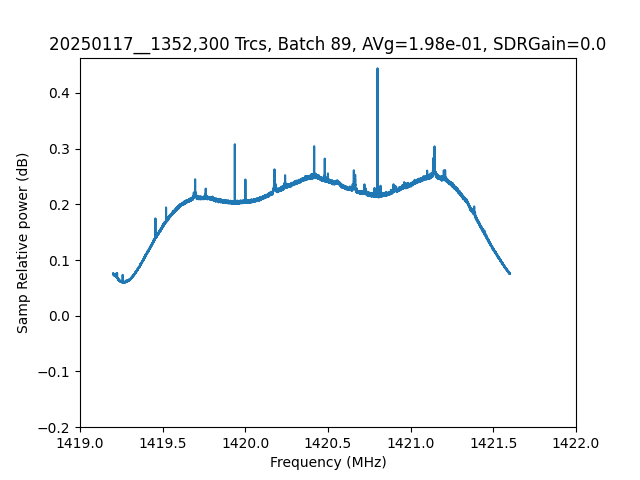 20250117__1352,300 Trcs, Batch 89, AVg=1.98e-01, SDRGain=0.0
Samp Relative power (dB)
0.4
0.3
0.2
0.1
0.0
−0.1
−0.2
1419.0 1419.5 1420.0 1420.5 1421.0 1421.5 1422.0
Frequency (MHz)